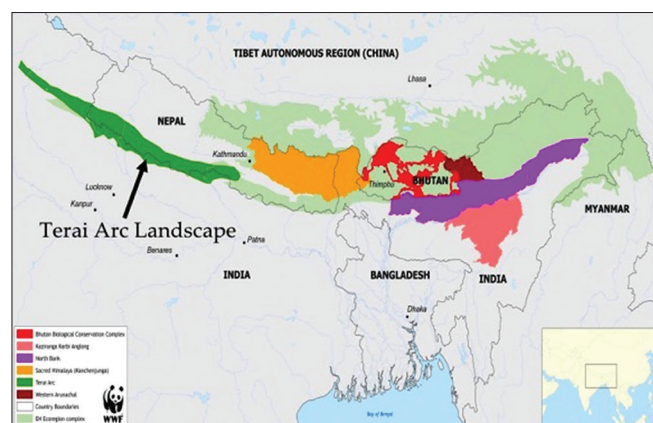 TIBET AUTONOMOUS REGION (CHINA)
Lhasa
NEPAL
Kathmandu
Thimphu
BHUTAN
MYANMAR
Lucknow
Kanpur
Terai Arc Landscape
Benares
Patna
INDIA
BANGLADESH
INDIA
Dhaka
Bay of Bengal
Bhutan Biological Conservation Complex
Kaziranga Karbi Anglong
North Bank
Sacred Himalaya (Kanchenjunga)
Terai Arc
Western Arunachal
Country Boundaries
EH Ecoregion complex
WWF